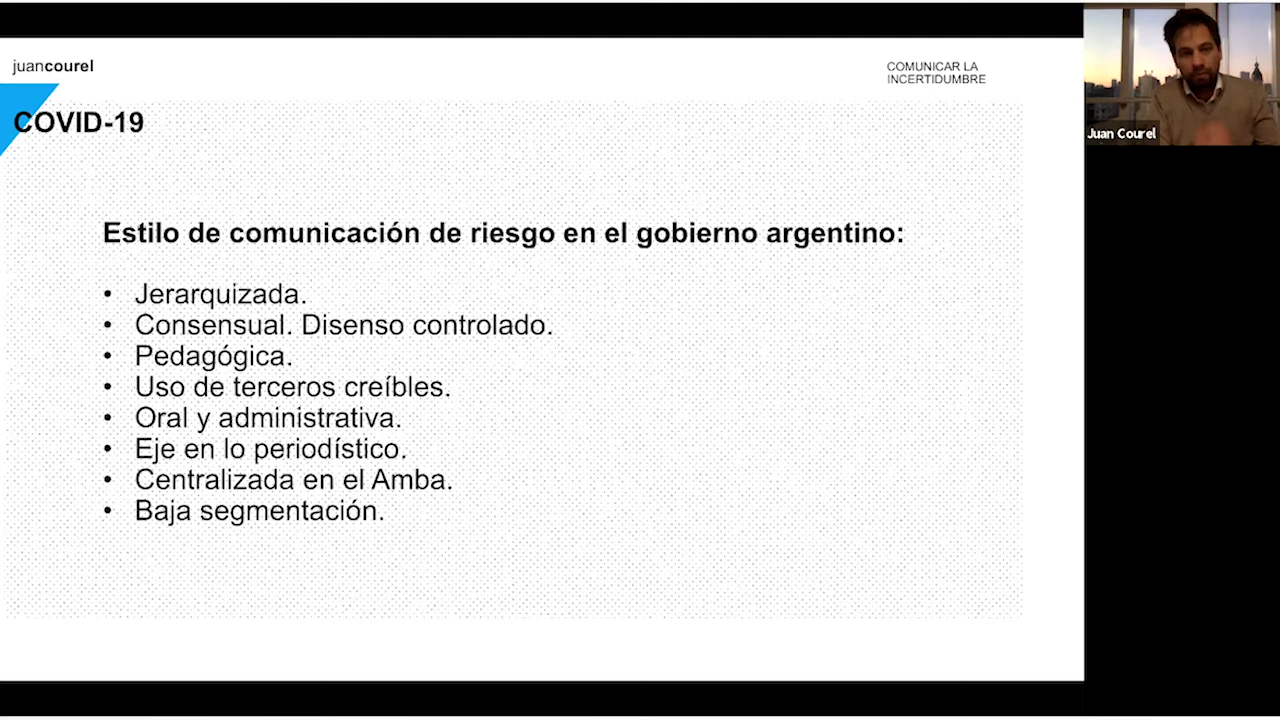 juancourel
COMUNICAR LA
INCERTIDUMBRE
COVID-19
Estilo de comunicación de riesgo en el gobierno argentino:
• Jerarquizada.
• Consensual. Disenso controlado.
• Pedagógica.
• Uso de terceros creíbles.
• Oral y administrativa.
• Eje en lo periodístico.
• Centralizada en el Amba.
• Baja segmentación.
Juan Courel